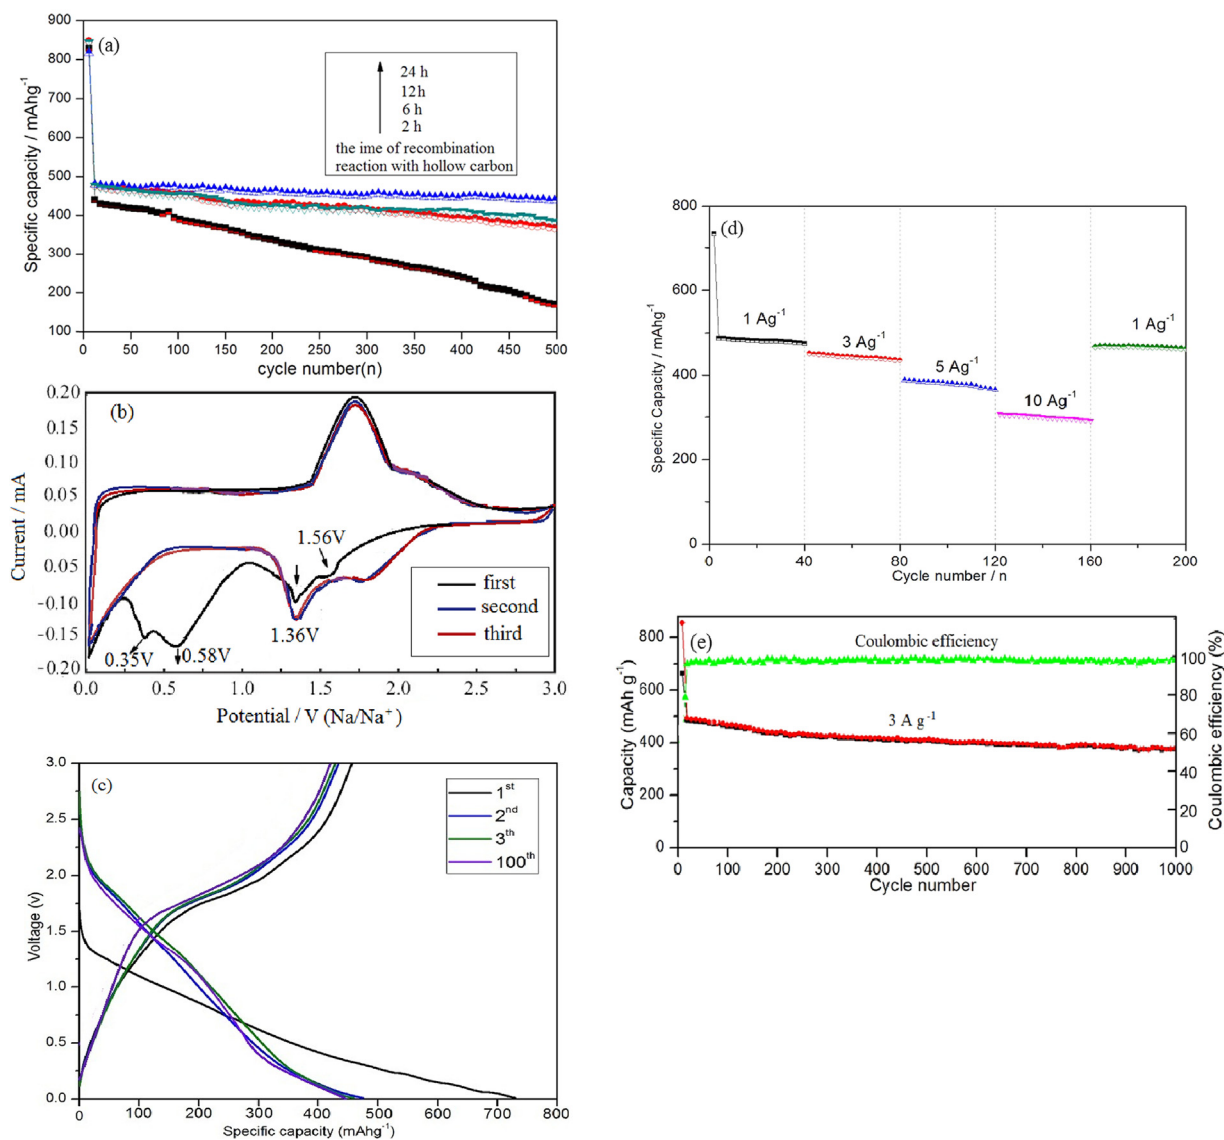 (a)
900
800
700
600
500
400
300
200
100
Specific capacity / mAhg-1
24 h
12h
6 h
2 h
the ime of recombination
reaction with hollow carbon
0 50 100 150 200 250 300 350 400 450 500
cycle number(n)
(b)
0.20
0.15
0.10
0.05
0.00
0.05
-0.10
-0.15
-0.20
Current / mA
1.56V
1.36V
0.35V
0.58V
first
second
third
0.0 0.5 1.0 1.5 2.0 2.5 3.0
Potential / V (Na/Na+)
(c)
3.0
2.5
2.0
1.5
1.0
0.5
0.0
Voltage (v)
1st
2nd
3th
100th
0 100 200 300 400 500 600 700 800
Specific capacity (mAhg-1)
(d)
800
600
400
200
0
Specific Capacity / mAhg-1
1 Ag-1
3 Ag-1
5 Ag-1
10 Ag-1
1 Ag-1
0 40 80 120 160 200
Cycle number / n
(e)
800
700
600
500
400
300
200
100
0
Capacity (mAh g-1)
Coulombic efficiency
3 A g-1
100
80
60
40
20
0
Coulombic efficiency (%)
0 100 200 300 400 500 600 700 800 900 1000
Cycle number